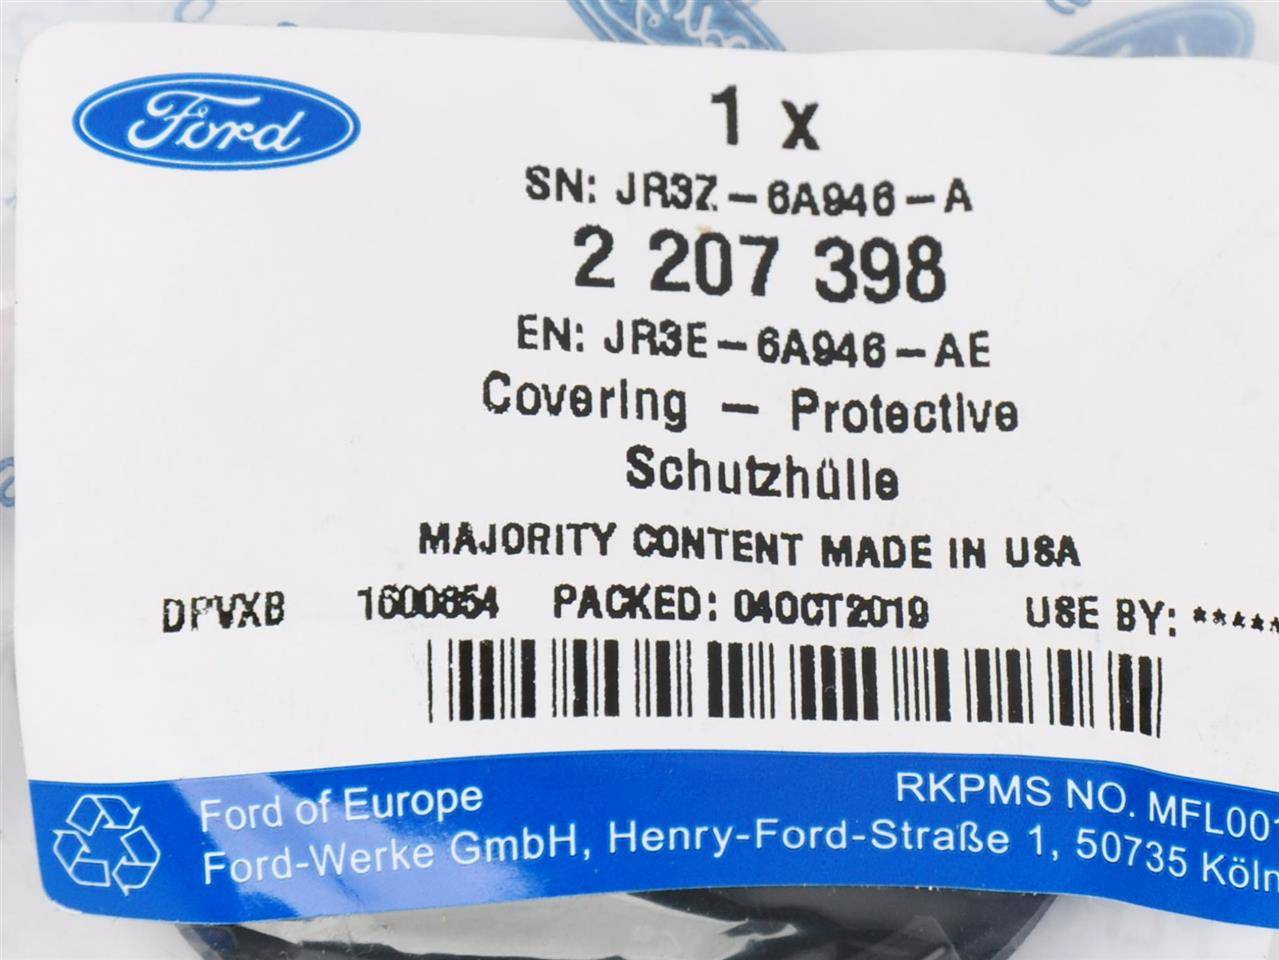 Ford
1 x
SN: JR3Z-6A946-A
2 207 398
EN: JR3E-6A946-AE
Covering - Protective
Schutzhülle
MAJORITY CONTENT MADE IN USA
DPVXB 1600854 PACKED: 04OCT2019 USE BY: *****
Ford of Europe RKPMS NO. MFL001
Ford-Werke GmbH, Henry-Ford-Straße 1, 50735 Köln